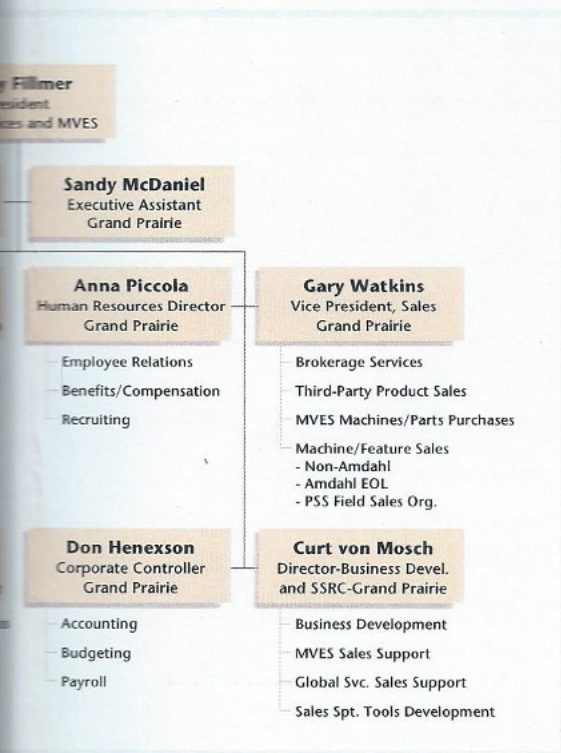 y Fillmer
esident
ices and MVES
Sandy McDaniel
Executive Assistant
Grand Prairie
Anna Piccola
Human Resources Director
Grand Prairie
Employee Relations
Benefits/Compensation
Recruiting
Gary Watkins
Vice President, Sales
Grand Prairie
Brokerage Services
Third-Party Product Sales
MVES Machines/Parts Purchases
Machine/Feature Sales
- Non-Amdahl
- Amdahl EOL
- PSS Field Sales Org.
Don Henexson
Corporate Controller
Grand Prairie
Accounting
Budgeting
Payroll
Curt von Mosch
Director-Business Devel.
and SSRC-Grand Prairie
Business Development
MVES Sales Support
Global Svc. Sales Support
Sales Spt. Tools Development